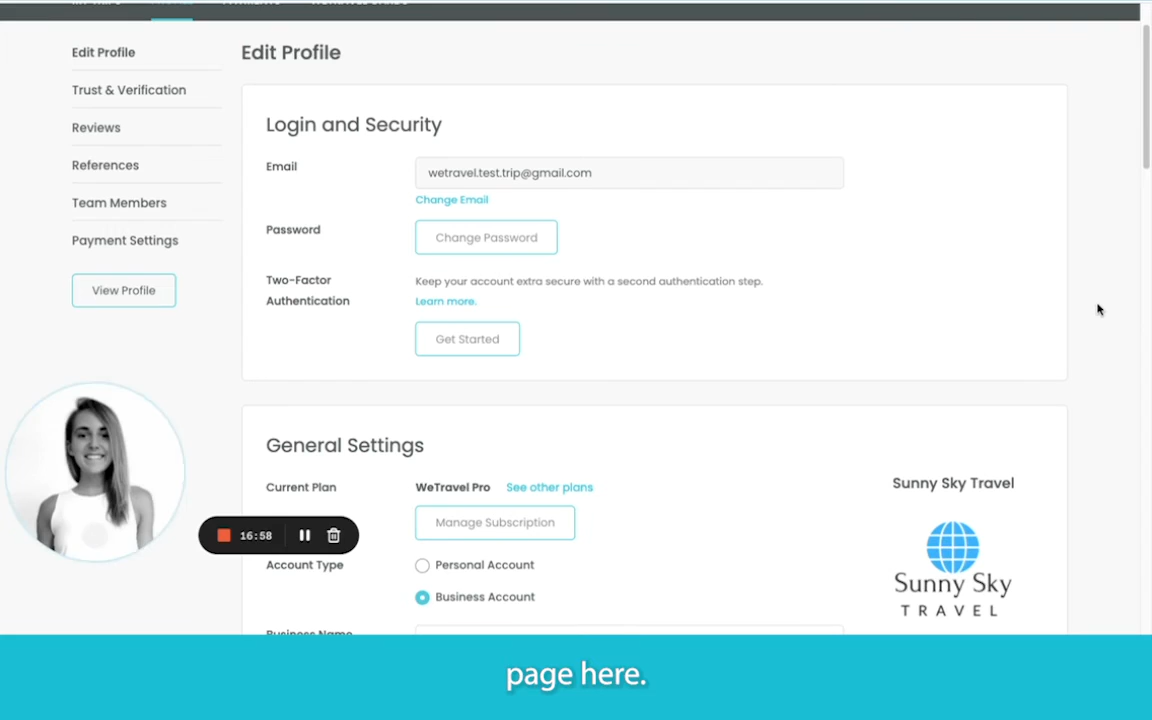 Edit Profile
Trust & Verification
Reviews
References
Team Members
Payment Settings
View Profile
Edit Profile
Login and Security
Email
wetravel.test.trip@gmail.com
Change Email
Password
Change Password
Two-Factor
Authentication
Keep your account extra secure with a second authentication step.
Learn more.
Get Started
General Settings
Current Plan
WeTravel Pro See other plans
Manage Subscription
Account Type
Personal Account
Business Account
Sunny Sky Travel
Sunny Sky
TRAVEL
16:58
Business Name
page here.